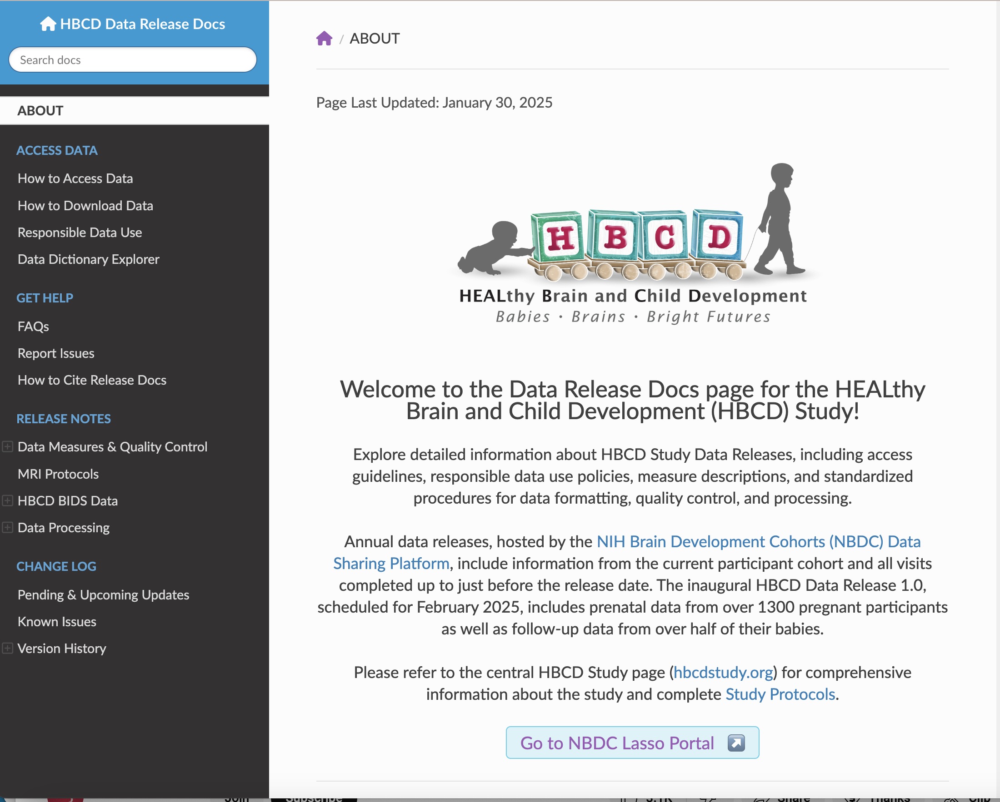 HBCD Data Release Docs
Search docs
ABOUT
ACCESS DATA
How to Access Data
How to Download Data
Responsible Data Use
Data Dictionary Explorer
GET HELP
FAQs
Report Issues
How to Cite Release Docs
RELEASE NOTES
Data Measures & Quality Control
MRI Protocols
HBCD BIDS Data
Data Processing
CHANGE LOG
Pending & Upcoming Updates
Known Issues
Version History
/ ABOUT
Page Last Updated: January 30, 2025
H B C D
HEALthy Brain and Child Development
Babies • Brains • Bright Futures
Welcome to the Data Release Docs page for the HEALthy
Brain and Child Development (HBCD) Study!
Explore detailed information about HBCD Study Data Releases, including access
guidelines, responsible data use policies, measure descriptions, and standardized
procedures for data formatting, quality control, and processing.
Annual data releases, hosted by the NIH Brain Development Cohorts (NBDC) Data
Sharing Platform, include information from the current participant cohort and all visits
completed up to just before the release date. The inaugural HBCD Data Release 1.0,
scheduled for February 2025, includes prenatal data from over 1300 pregnant participants
as well as follow-up data from over half of their babies.
Please refer to the central HBCD Study page (hbcdstudy.org) for comprehensive
information about the study and complete Study Protocols.
Go to NBDC Lasso Portal
Join Subscribe Share Thanks Clip